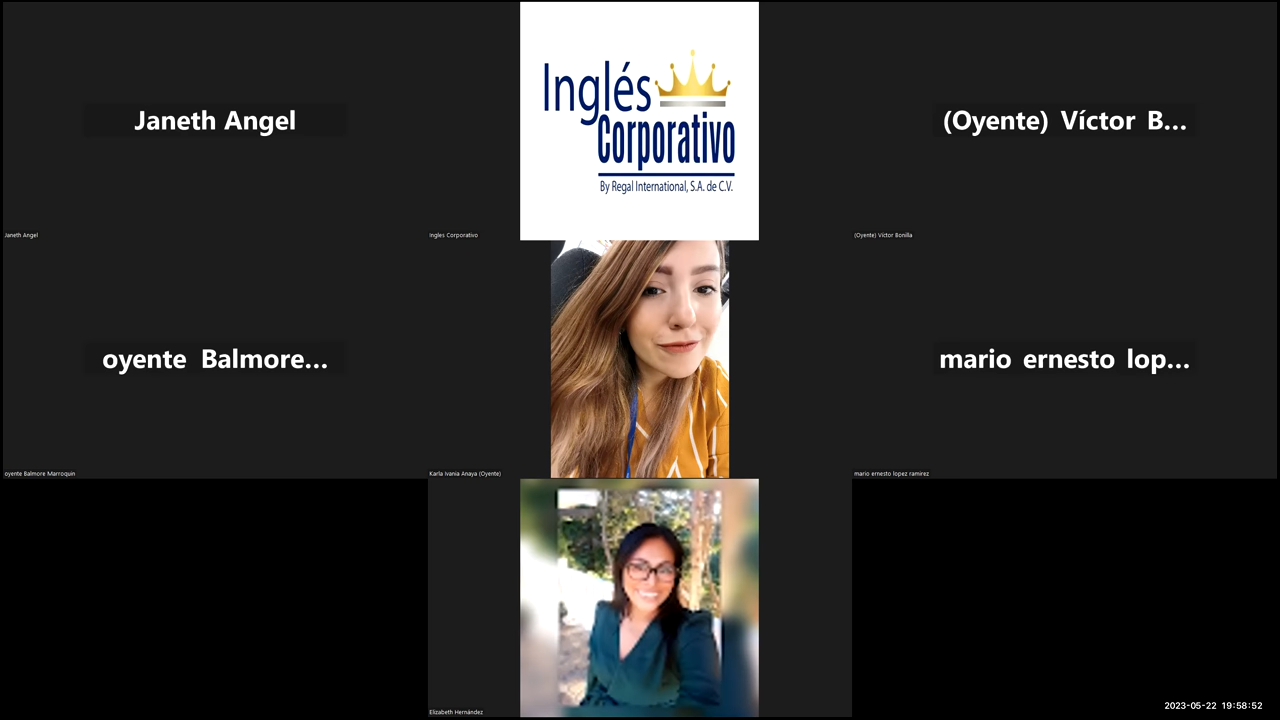 Janeth Angel
Janeth Angel
Inglés
Corporativo
By Regal International, S.A. de C.V.
Ingles Corporativo
(Oyente) Víctor B...
(Oyente) Víctor Bonilla
oyente Balmore...
oyente Balmore Marroquin
Karla Ivania Anaya (Oyente)
mario ernesto lop...
mario ernesto lopez ramirez
Elizabeth Hernández
2023-05-22 19:58:52